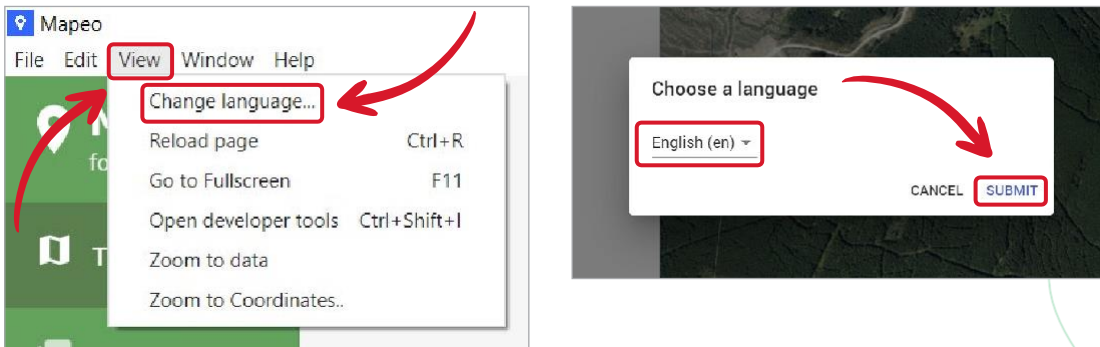 Mapeo
File Edit View Window Help
Change language...
Reload page Ctrl+R
Go to Fullscreen F11
Open developer tools Ctrl+Shift+I
Zoom to data
Zoom to Coordinates..
Choose a language
English (en)
CANCEL SUBMIT